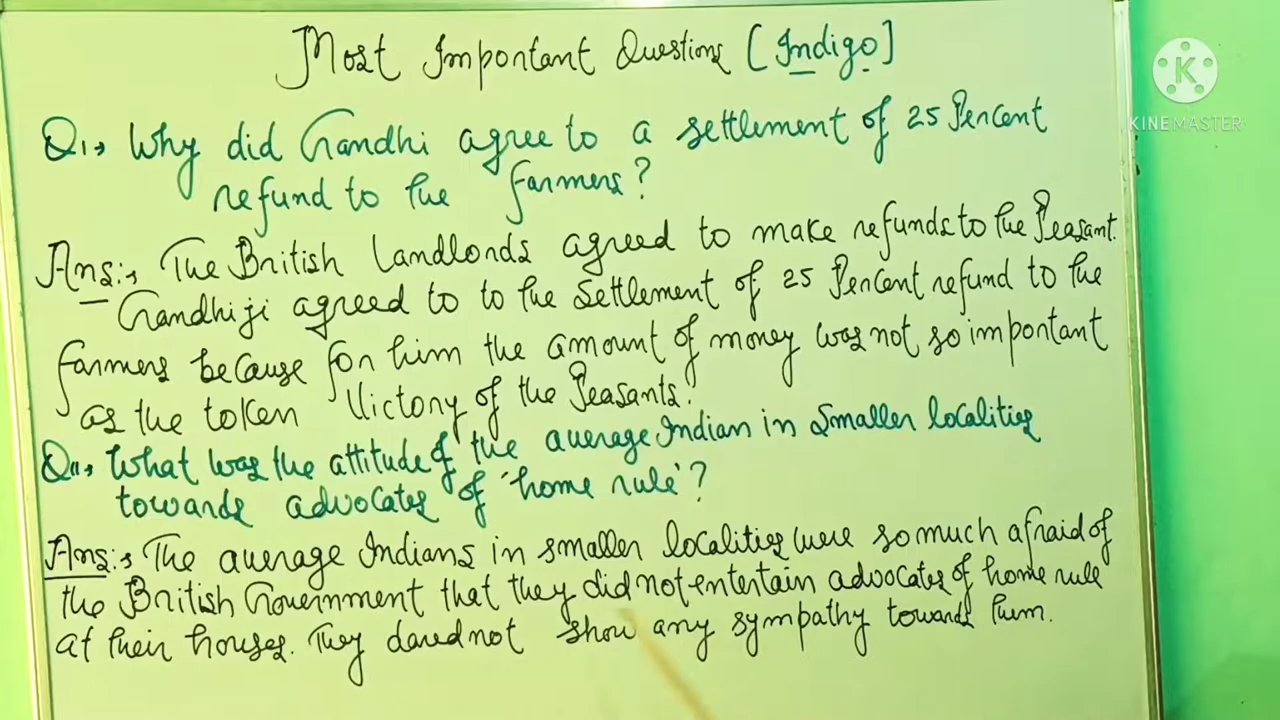 Most Important Questions [Indigo]
K
KINEMASTER
Q1, Why did Gandhi agree to a settlement of 25 Percent
refund to the farmers?
Ans:, The British Landlords agreed to make refunds to the Peasant.
Gandhiji agreed to to the Settlement of 25 Percent refund to the
farmers because for him the amount of money was not so important
as the token Victory of the Peasants.
Q11, What was the attitude of the average Indian in Smaller localities
towards advocates of 'home rule'?
Ans:, The average Indians in smaller localities were so much afraid of
the British Government that they did not entertain advocates of home rule
at their houses. They dared not show any sympathy towards them.